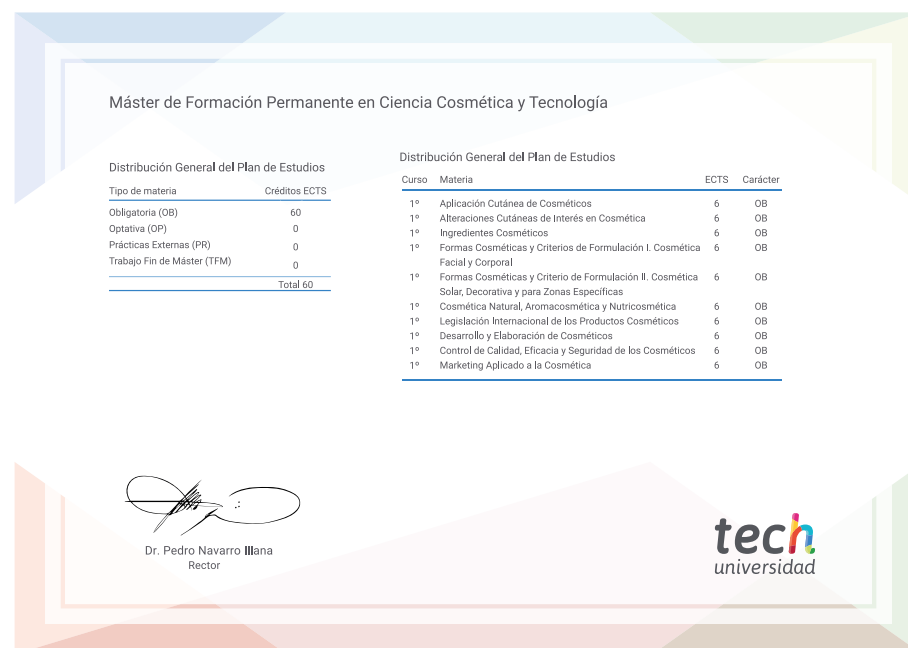 Máster de Formación Permanente en Ciencia Cosmética y Tecnología
Distribución General del Plan de Estudios
Tipo de materia Créditos ECTS
Obligatoria (OB) 60
Optativa (OP) 0
Prácticas Externas (PR) 0
Trabajo Fin de Máster (TFM) 0
Total 60
Distribución General del Plan de Estudios
Curso Materia ECTS Carácter
1º Aplicación Cutánea de Cosméticos 6 OB
1º Alteraciones Cutáneas de Interés en Cosmética 6 OB
1º Ingredientes Cosméticos 6 OB
1º Formas Cosméticas y Criterios de Formulación I. Cosmética 6 OB
Facial y Corporal
1º Formas Cosméticas y Criterio de Formulación II. Cosmética 6 OB
Solar, Decorativa y para Zonas Específicas
1º Cosmética Natural, Aromacosmética y Nutricosmética 6 OB
1º Legislación Internacional de los Productos Cosméticos 6 OB
1º Desarrollo y Elaboración de Cosméticos 6 OB
1º Control de Calidad, Eficacia y Seguridad de los Cosméticos 6 OB
1º Marketing Aplicado a la Cosmética 6 OB
Dr. Pedro Navarro Illana
Rector
tech
universidad